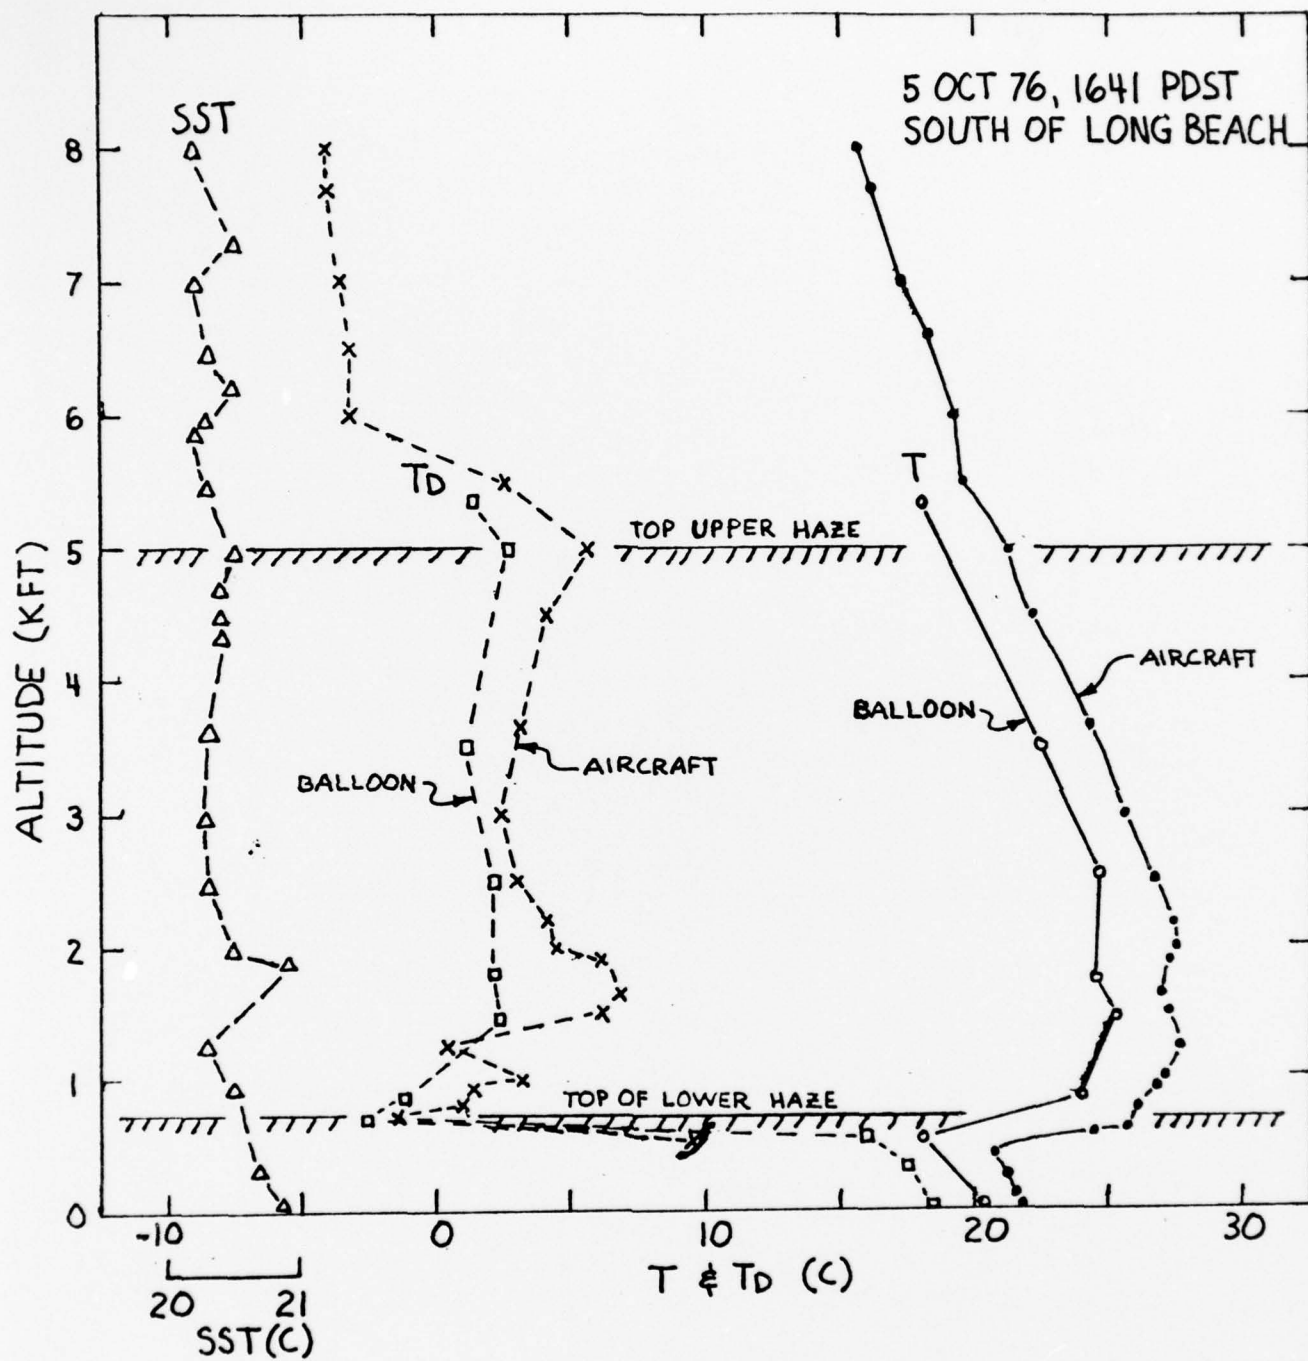 5 OCT 76, 1641 PDST
SOUTH OF LONG BEACH
SST
8
7
6
TD
T
TOP UPPER HAZE
5
ALTITUDE (KFT)
AIRCRAFT
4
BALLOON
AIRCRAFT
BALLOON
3
2
1
TOP OF LOWER HAZE
0
-10 0 10 20 30
T & TD (C)
20 21
SST(C)